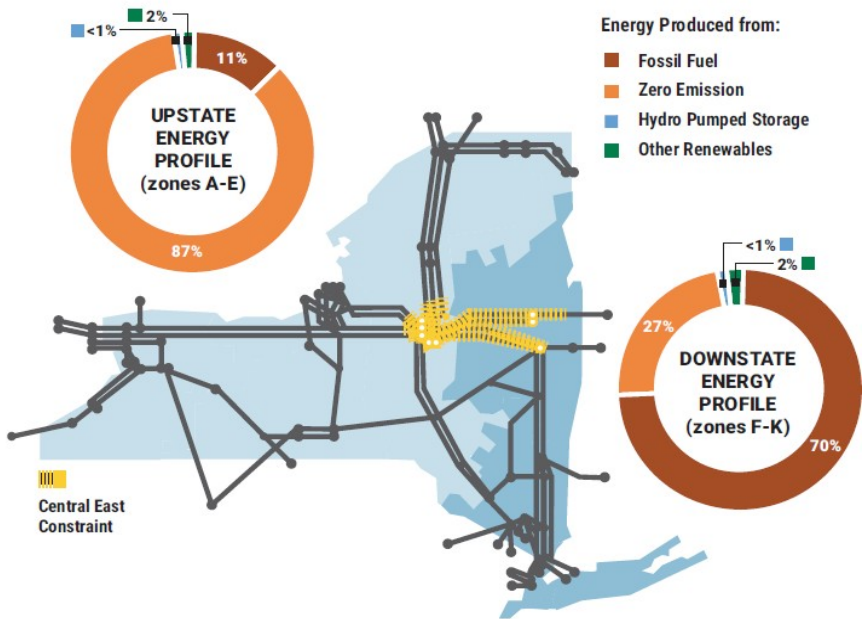 2%
<1%
11%
UPSTATE
ENERGY
PROFILE
(zones A-E)
87%
Energy Produced from:
Fossil Fuel
Zero Emission
Hydro Pumped Storage
Other Renewables
<1%
2%
27%
DOWNSTATE
ENERGY
PROFILE
(zones F-K)
70%
Central East
Constraint